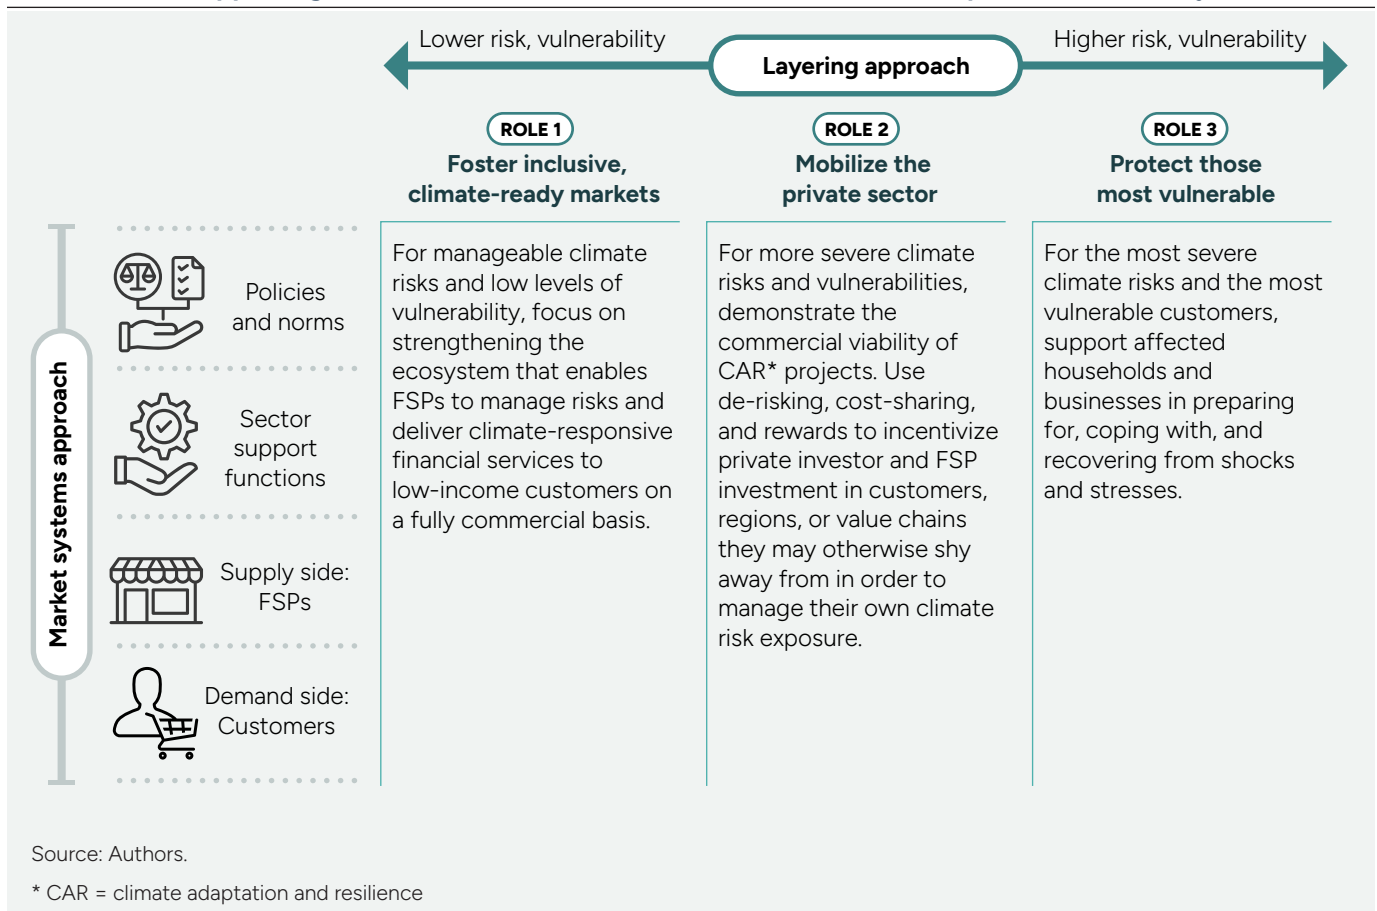 Lower risk, vulnerability
Layering approach
Higher risk, vulnerability
ROLE 1
Foster inclusive,
climate-ready markets
ROLE 2
Mobilize the
private sector
ROLE 3
Protect those
most vulnerable
Market systems approach
Policies
and norms
Sector
support
functions
Supply side:
FSPs
Demand side:
Customers
For manageable climate
risks and low levels of
vulnerability, focus on
strengthening the
ecosystem that enables
FSPs to manage risks and
deliver climate-responsive
financial services to
low-income customers on
a fully commercial basis.
For more severe climate
risks and vulnerabilities,
demonstrate the
commercial viability of
CAR* projects. Use
de-risking, cost-sharing,
and rewards to incentivize
private investor and FSP
investment in customers,
regions, or value chains
they may otherwise shy
away from in order to
manage their own climate
risk exposure.
For the most severe
climate risks and the most
vulnerable customers,
support affected
households and
businesses in preparing
for, coping with, and
recovering from shocks
and stresses.
Source: Authors.
* CAR = climate adaptation and resilience